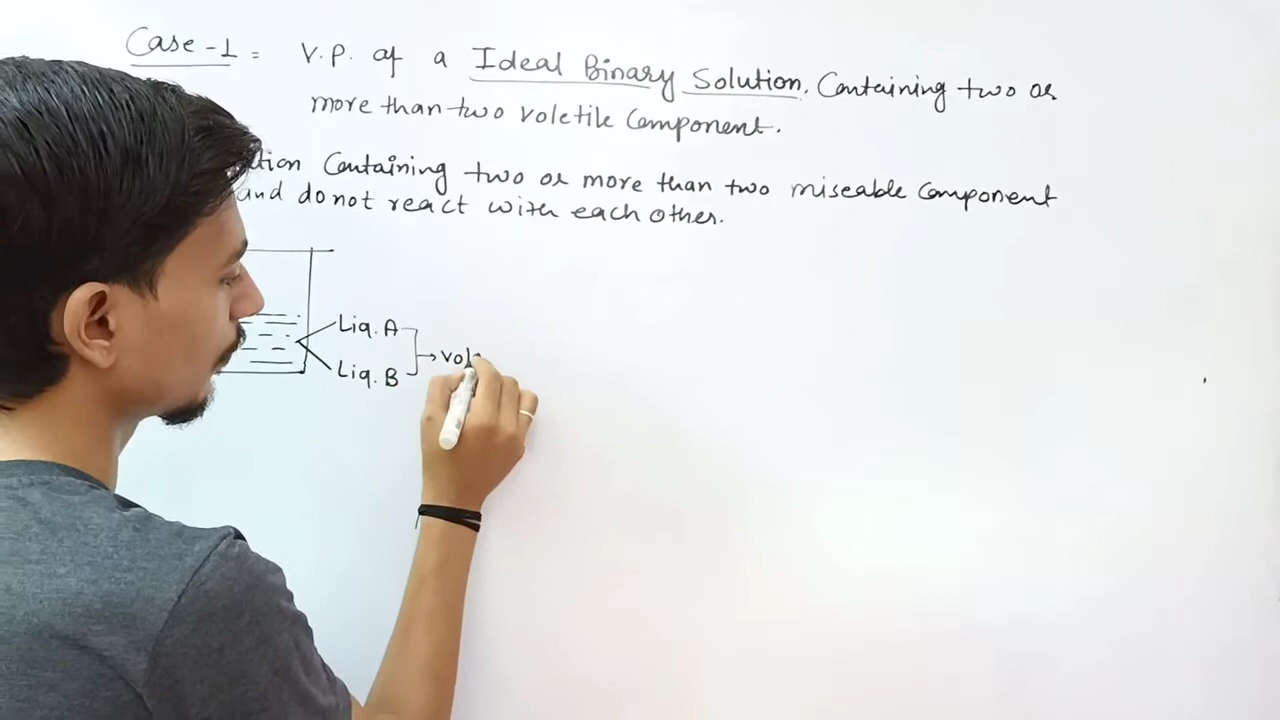 Case-1 = V.P. of a Ideal Binary Solution. Containing two or
more than two voletile Component.
Containing two or more than two miseable Component
and do not react with each other.
Liq. A
→ vole
Liq. B